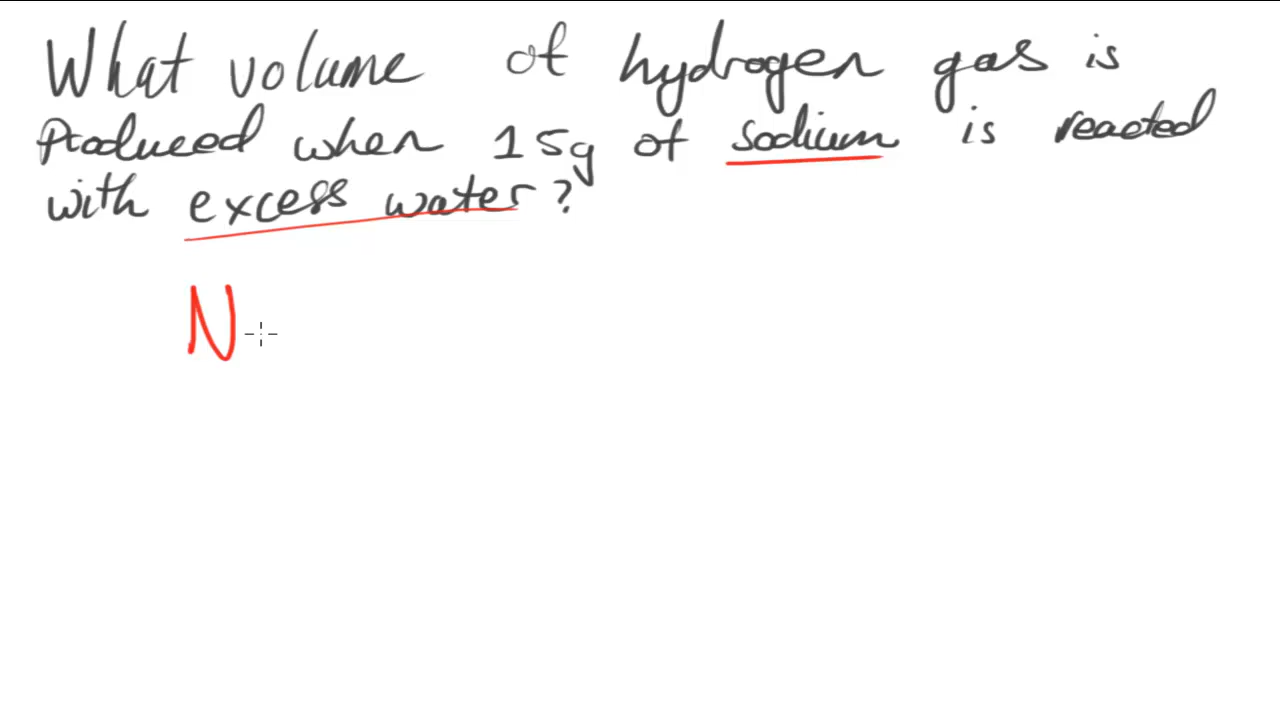 What volume of hydrogen gas is
Produced when 15g of sodium is reacted
with excess water?
N